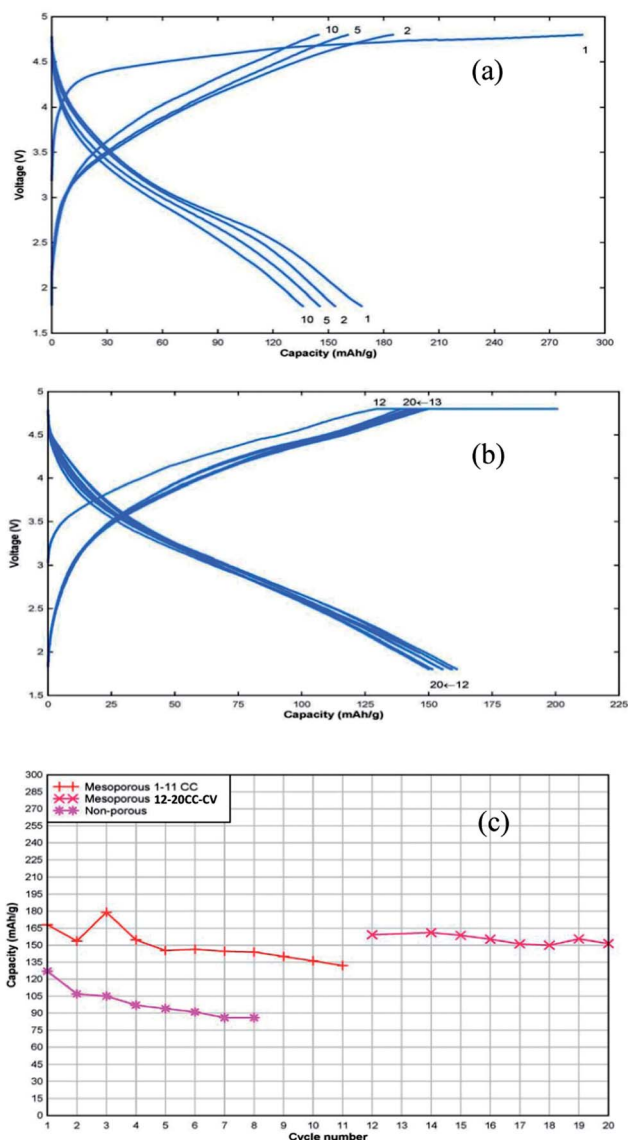 5
10 5 2
1
(a)
4.5
4
3.5
Voltage (V)
3
2.5
2
10 5 2 1
1.5
0 30 60 90 120 150 180 210 240 270 300
Capacity (mAh/g)
5
12 20←13
4.5
(b)
4
3.5
Voltage (V)
3
2.5
2
20←12
1.5
0 25 50 75 100 125 150 175 200 225
Capacity (mAh/g)
300
285
270
255
240
225
210
195
180
165
150
135
120
105
90
75
60
45
30
15
0
Mesoporous 1-11 CC
Mesoporous 12-20CC-CV
Non-porous
(c)
Capacity (mAh/g)
1 2 3 4 5 6 7 8 9 10 11 12 13 14 15 16 17 18 19 20
Cycle number